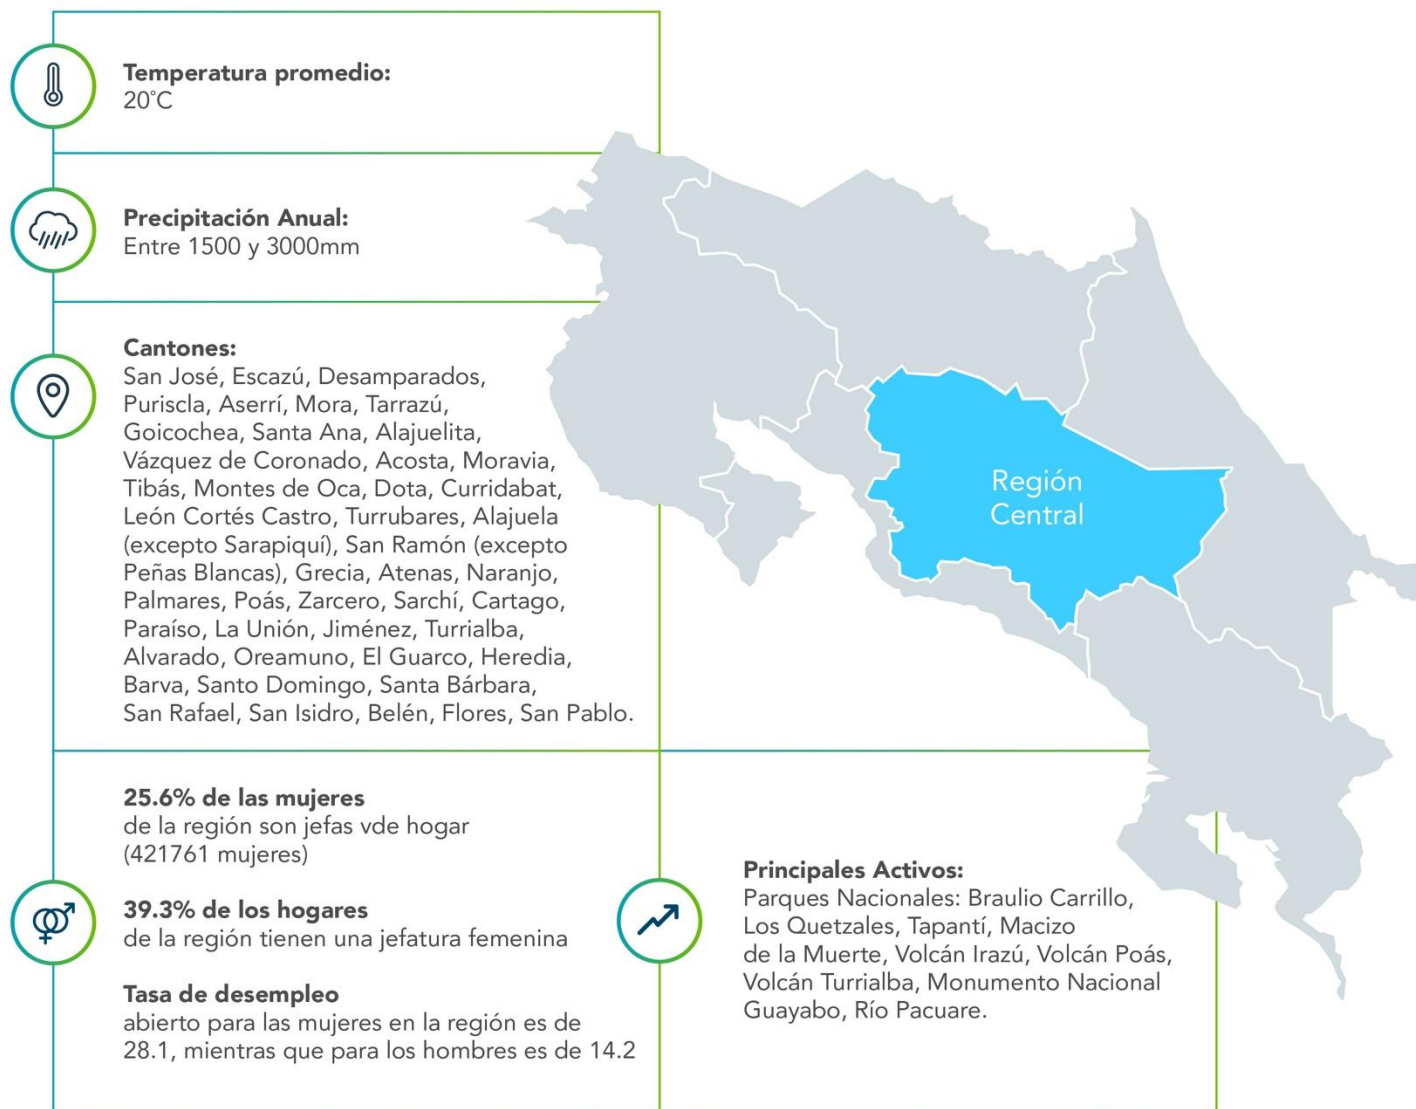 Temperatura promedio:
20°C
Precipitación Anual:
Entre 1500 y 3000mm
Cantones:
San José, Escazú, Desamparados,
Puriscla, Aserrí, Mora, Tarrazú,
Goicochea, Santa Ana, Alajuelita,
Vázquez de Coronado, Acosta, Moravia,
Tibás, Montes de Oca, Dota, Curridabat,
León Cortés Castro, Turrubares, Alajuela
(excepto Sarapiquí), San Ramón (excepto
Peñas Blancas), Grecia, Atenas, Naranjo,
Palmares, Poás, Zarcero, Sarchí, Cartago,
Paraíso, La Unión, Jiménez, Turrialba,
Alvarado, Oreamuno, El Guarco, Heredia,
Barva, Santo Domingo, Santa Bárbara,
San Rafael, San Isidro, Belén, Flores, San Pablo.
Región
Central
25.6% de las mujeres
de la región son jefas vde hogar
(421761 mujeres)
39.3% de los hogares
de la región tienen una jefatura femenina
Tasa de desempleo
abierto para las mujeres en la región es de
28.1, mientras que para los hombres es de 14.2
Principales Activos:
Parques Nacionales: Braulio Carrillo,
Los Quetzales, Tapantí, Macizo
de la Muerte, Volcán Irazú, Volcán Poás,
Volcán Turrialba, Monumento Nacional
Guayabo, Río Pacuare.